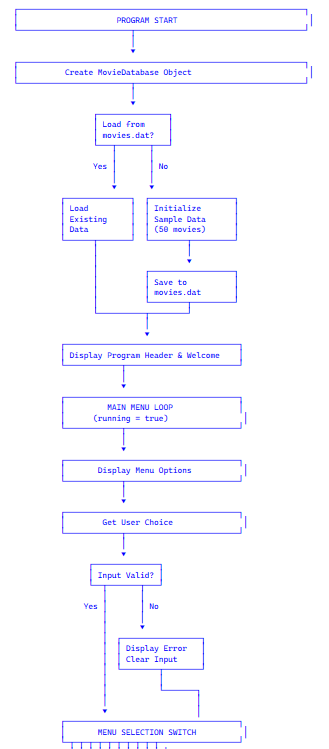 PROGRAM START
Create MovieDatabase Object
Load from
movies.dat?
Yes No
Load
Existing
Data
Initialize
Sample Data
(50 movies)
Save to
movies.dat
Display Program Header & Welcome
MAIN MENU LOOP
(running = true)
Display Menu Options
Get User Choice
Input Valid?
Yes No
Display Error
Clear Input
MENU SELECTION SWITCH